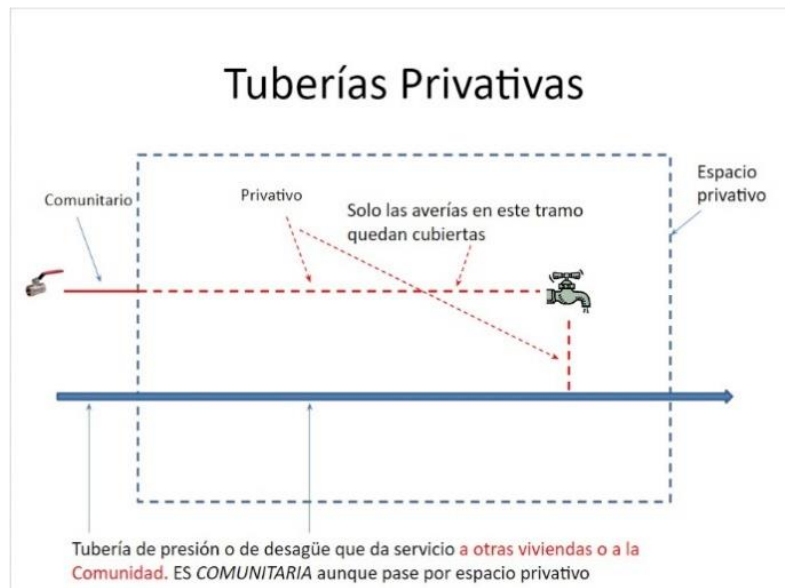 Tuberías Privativas
Espacio
privativo
Comunitario
Privativo
Solo las averías en este tramo
quedan cubiertas
Tubería de presión o de desagüe que da servicio a otras viviendas o a la
Comunidad. ES COMUNITARIA aunque pase por espacio privativo